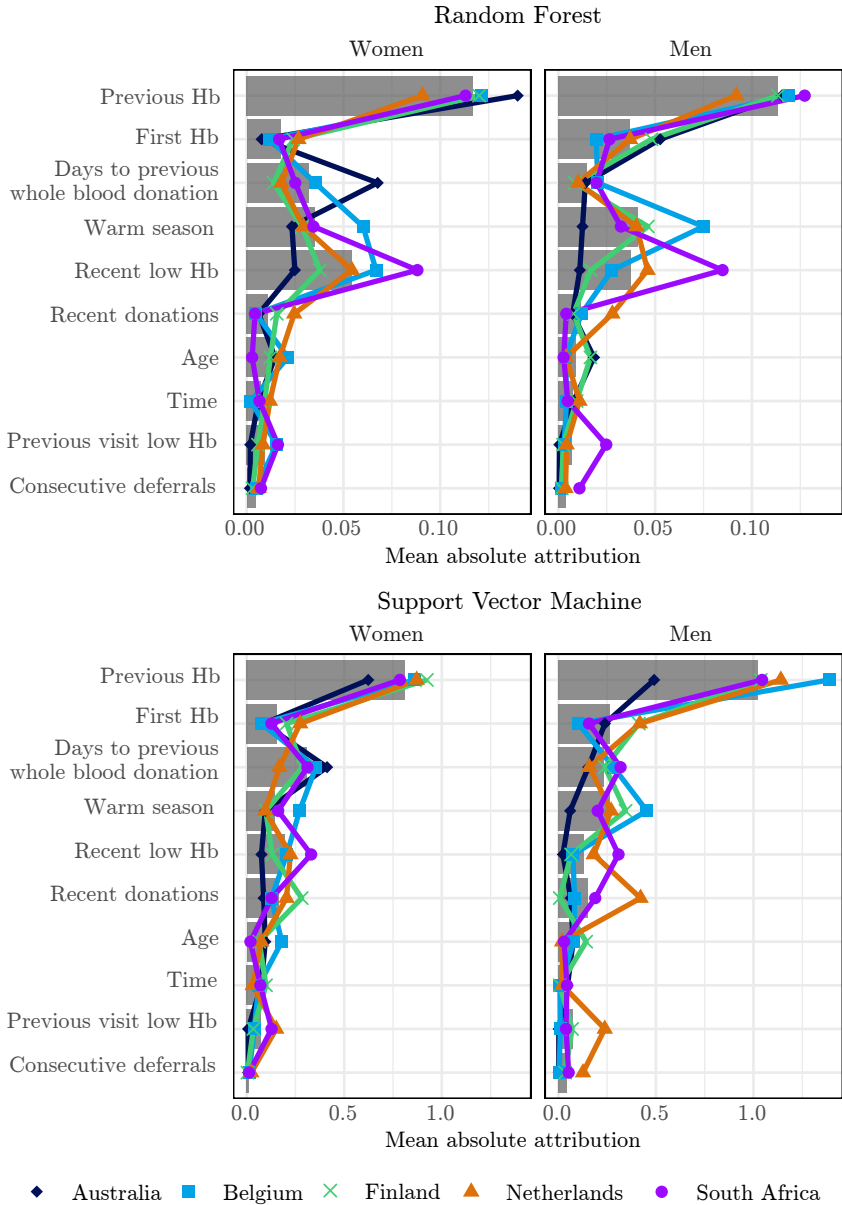 Random Forest
Women
Men
Previous Hb
First Hb
Days to previous
whole blood donation
Warm season
Recent low Hb
Recent donations
Age
Time
Previous visit low Hb
Consecutive deferrals
0.00 0.05 0.10
0.00 0.05 0.10
Mean absolute attribution
Support Vector Machine
Women
Men
Previous Hb
First Hb
Days to previous
whole blood donation
Warm season
Recent low Hb
Recent donations
Age
Time
Previous visit low Hb
Consecutive deferrals
0.0 0.5 1.0
0.0 0.5 1.0
Mean absolute attribution
Australia Belgium Finland Netherlands South Africa